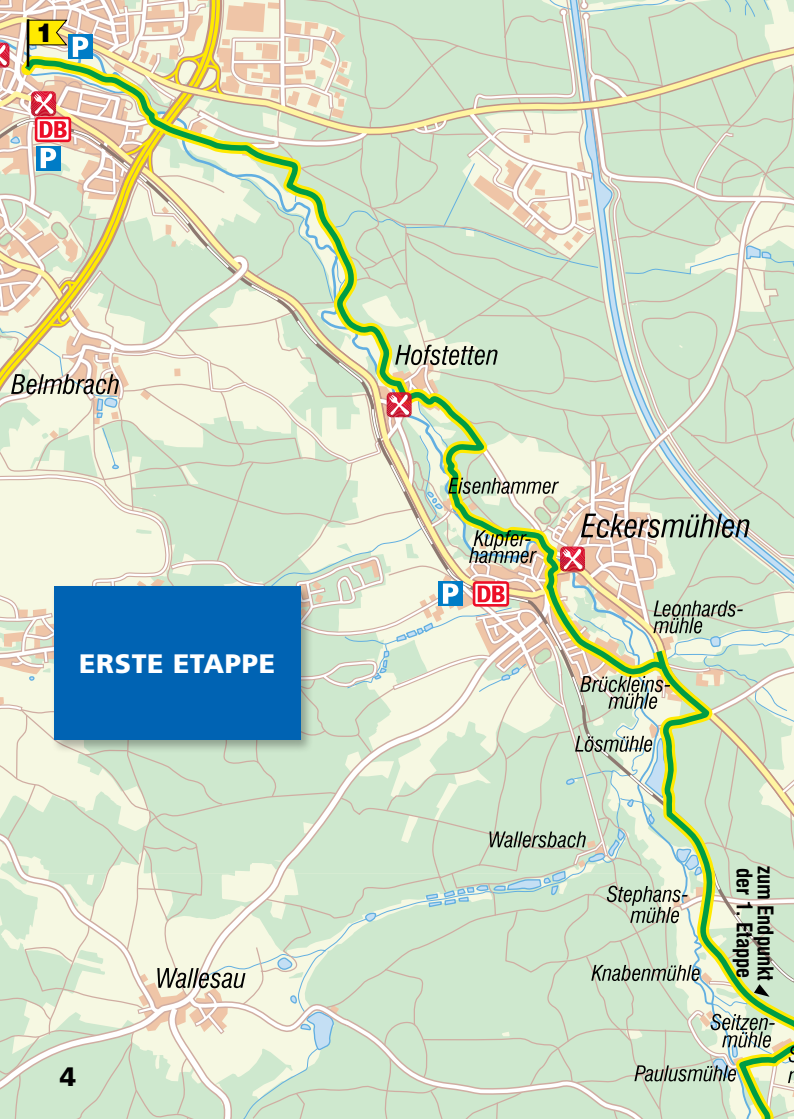 1
P
DB
P
Hofstetten
Belmbrach
Eisenhammer
Eckersmühlen
Kupfer-
hammer
P
DB
Leonhards-
mühle
ERSTE ETAPPE
Brückleins-
mühle
Lösmühle
Wallersbach
Stephans-
mühle
zum Endpunkt
der 1. Etappe
Knabenmühle
Wallesau
Seitzen-
mühle
Paulusmühle
4